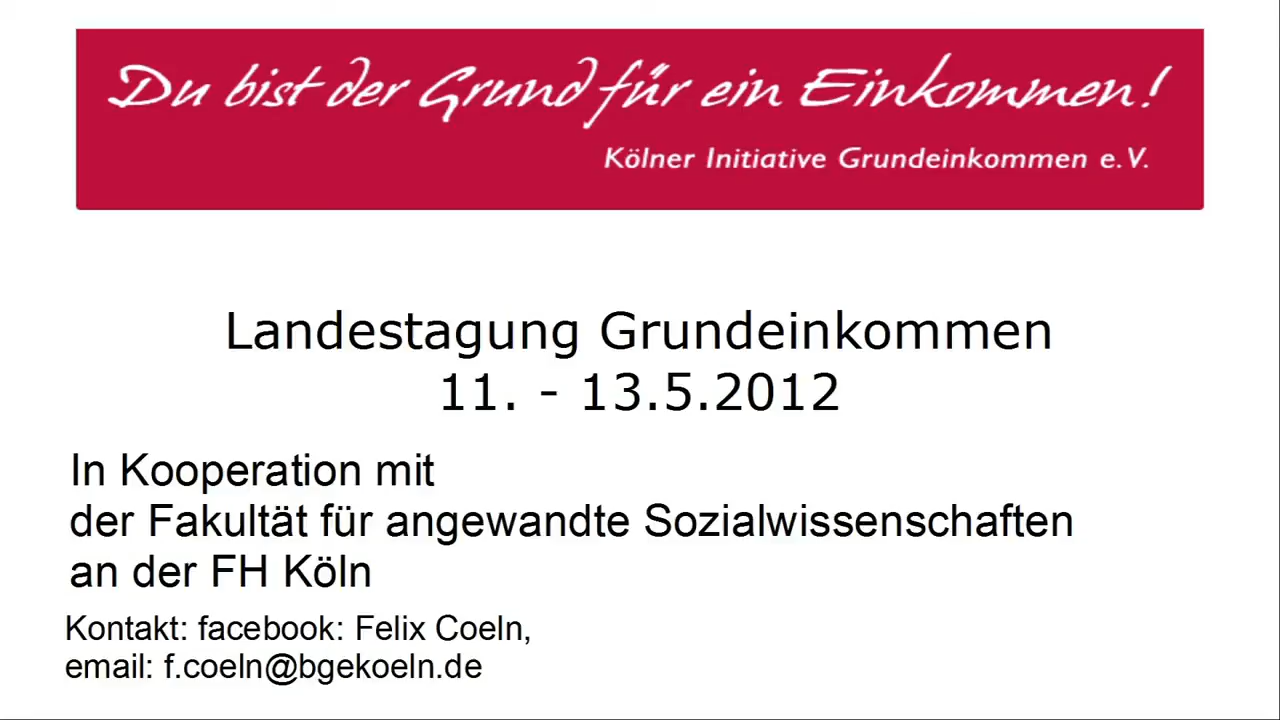 Du bist der Grund für ein Einkommen!
Kölner Initiative Grundeinkommen e.V.
Landestagung Grundeinkommen
11. - 13.5.2012
In Kooperation mit
der Fakultät für angewandte Sozialwissenschaften
an der FH Köln
Kontakt: facebook: Felix Coeln,
email: f.coeln@bgekoeln.de